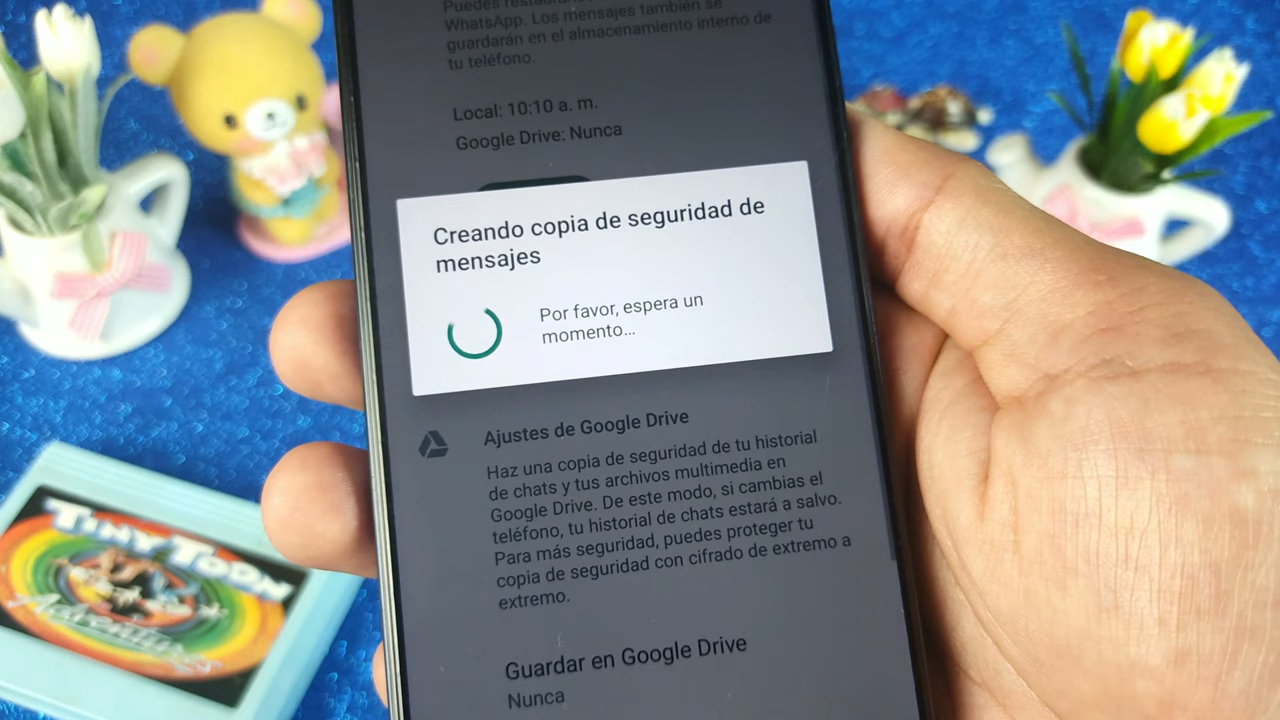 Puedes restaurar
WhatsApp. Los mensajes también se
guardarán en el almacenamiento interno de
tu teléfono.
Local: 10:10 a. m.
Google Drive: Nunca
Creando copia de seguridad de
mensajes
Por favor, espera un
momento...
Ajustes de Google Drive
Haz una copia de seguridad de tu historial
de chats y tus archivos multimedia en
Google Drive. De este modo, si cambias el
teléfono, tu historial de chats estará a salvo.
Para más seguridad, puedes proteger tu
copia de seguridad con cifrado de extremo a
extremo.
Guardar en Google Drive
Nunca
TINY TOON
Adventures